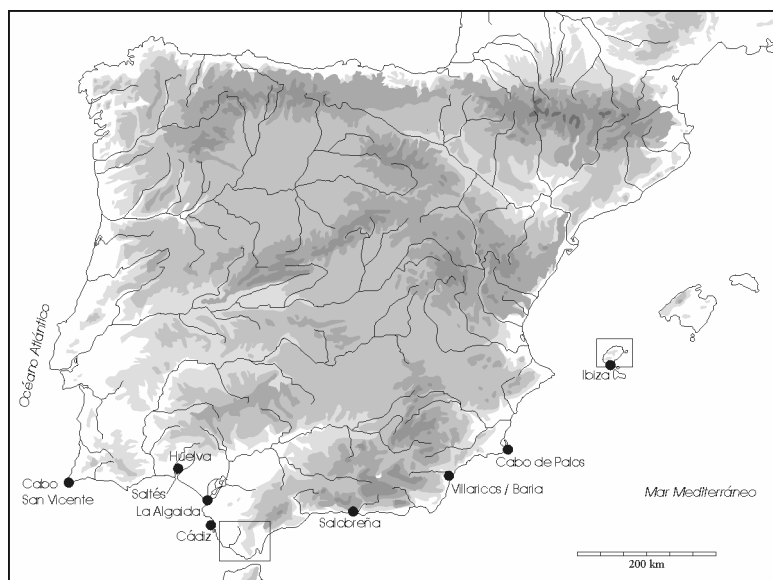 Océano Atlántico
Ibiza
Huelva
Cabo de Palos
Cabo
San Vicente
Saltés
Villaricos / Baria
Mar Mediterráneo
La Algaida
Salobreña
Cádiz
200 km